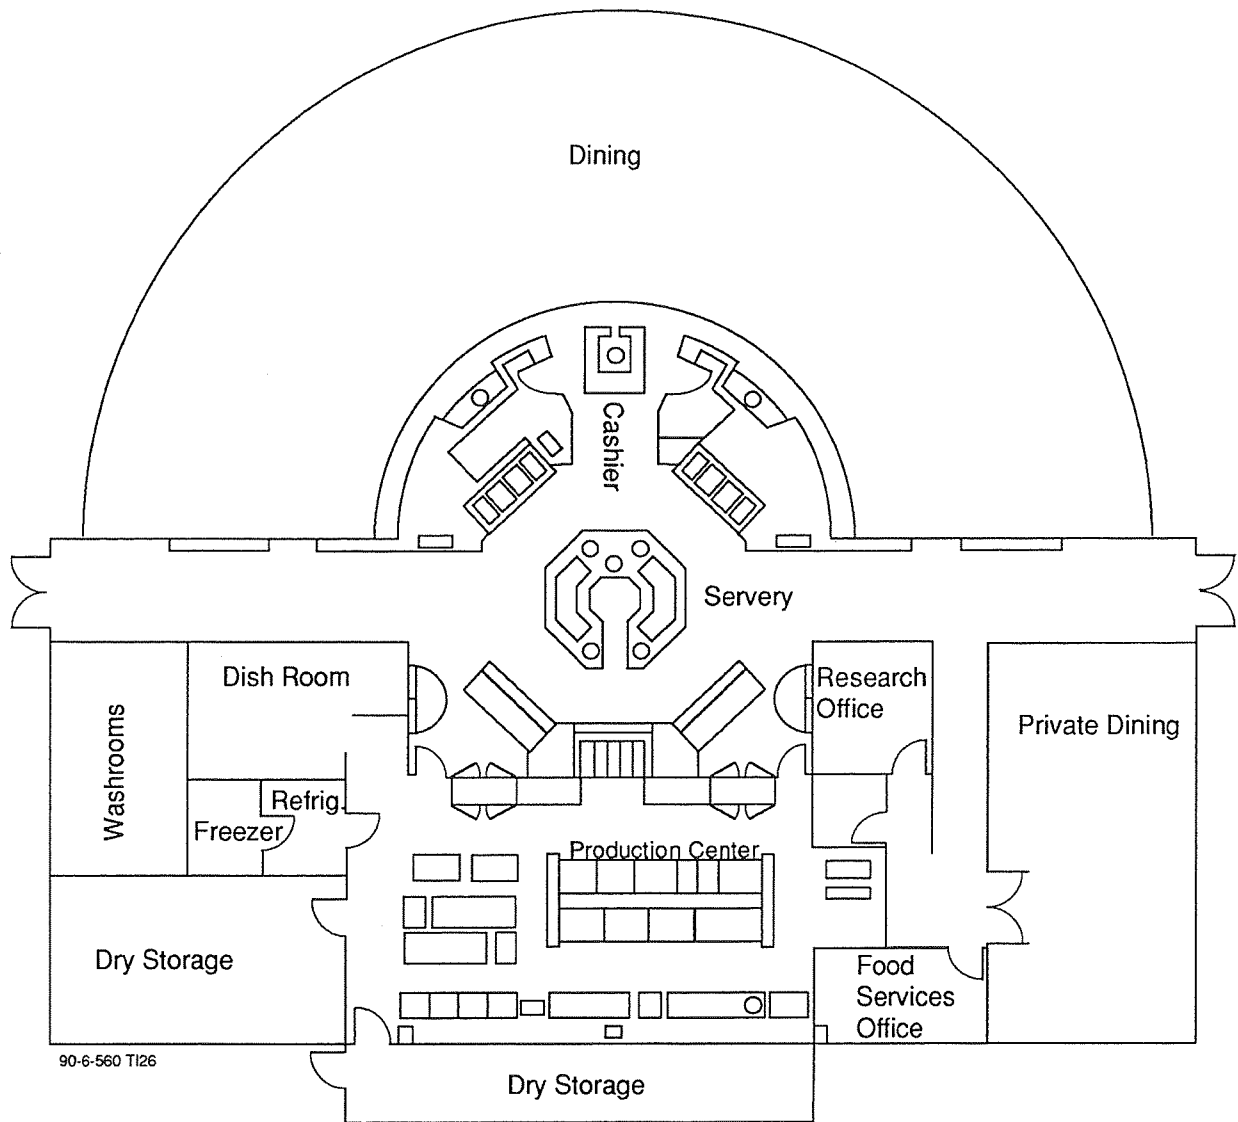 Dining
Cashier
Servery
Dish Room
Research
Office
Private Dining
Washrooms
Refrig.
Freezer
Production Center
Dry Storage
Food
Services
Office
90-6-560 TI26
Dry Storage